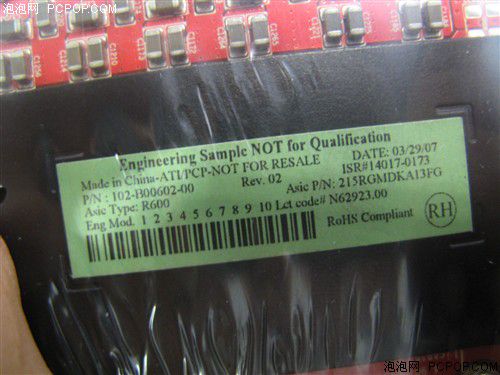 泡泡网 PCPOP.COM
Engineering Sample NOT for Qualification
Made in China-ATI/PCP-NOT FOR RESALE DATE: 03/29/07
P/N : 102-B00602-00 Rev. 02 ISR#14017-0173
Asic Type: R600 Asic P/N: 215RGMDKA13FG
Eng Mod. 1 2 3 4 5 6 7 8 9 10 Lct code# N62923.00
RoHS Compliant RH
泡泡网 PCPOP.COM